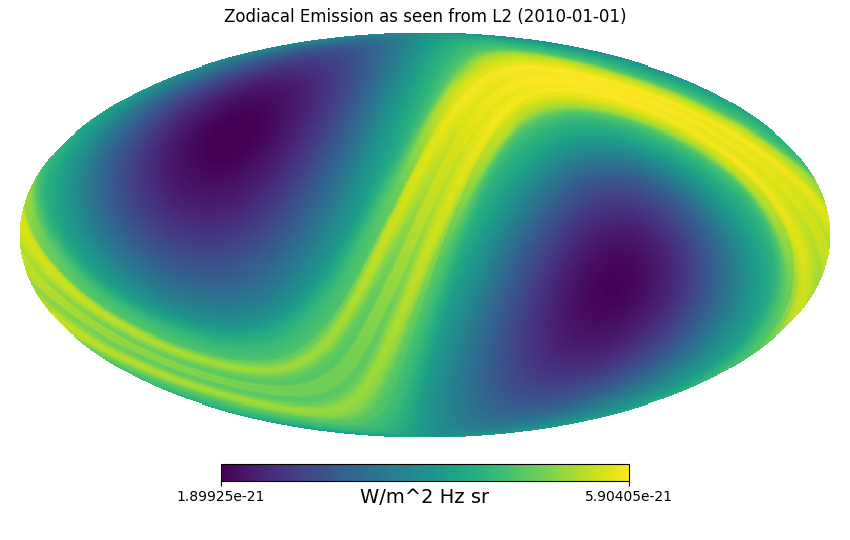 Zodiacal Emission as seen from L2 (2010-01-01)
1.89925e-21 W/m^2 Hz sr 5.90405e-21